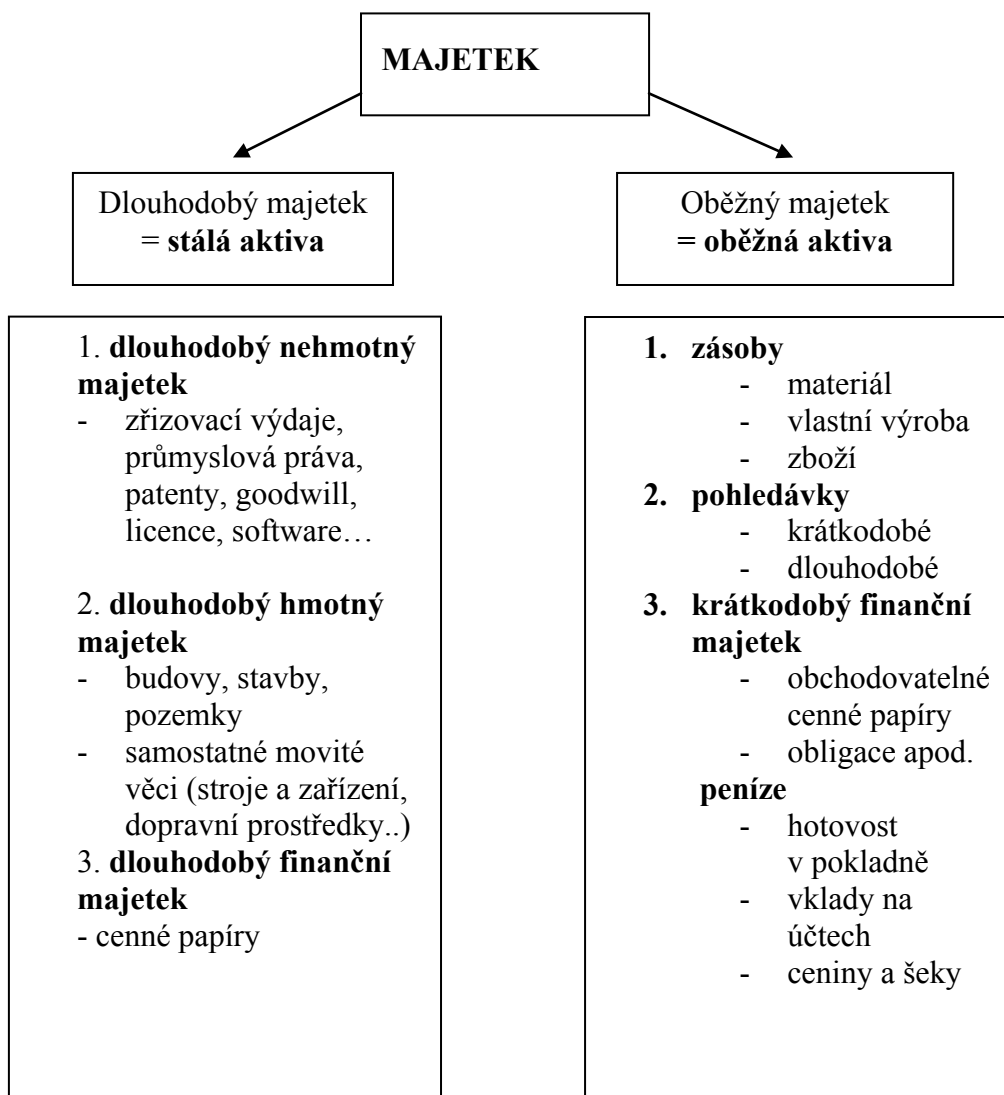 MAJETEK
Dlouhodobý majetek
= stálá aktiva
Oběžný majetek
= oběžná aktiva
1. dlouhodobý nehmotný
majetek
- zřizovací výdaje,
průmyslová práva,
patenty, goodwill,
licence, software…
2. dlouhodobý hmotný
majetek
- budovy, stavby,
pozemky
- samostatné movité
věci (stroje a zařízení,
dopravní prostředky..)
3. dlouhodobý finanční
majetek
- cenné papíry
1. zásoby
- materiál
- vlastní výroba
- zboží
2. pohledávky
- krátkodobé
- dlouhodobé
3. krátkodobý finanční
majetek
- obchodovatelné
cenné papíry
- obligace apod.
peníze
- hotovost
v pokladně
- vklady na
účtech
- ceniny a šeky